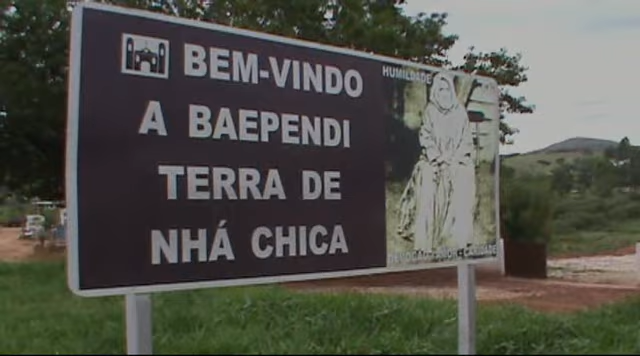 BEM-VINDO
A BAEPENDI
TERRA DE
NHÁ CHICA
HUMILDADE